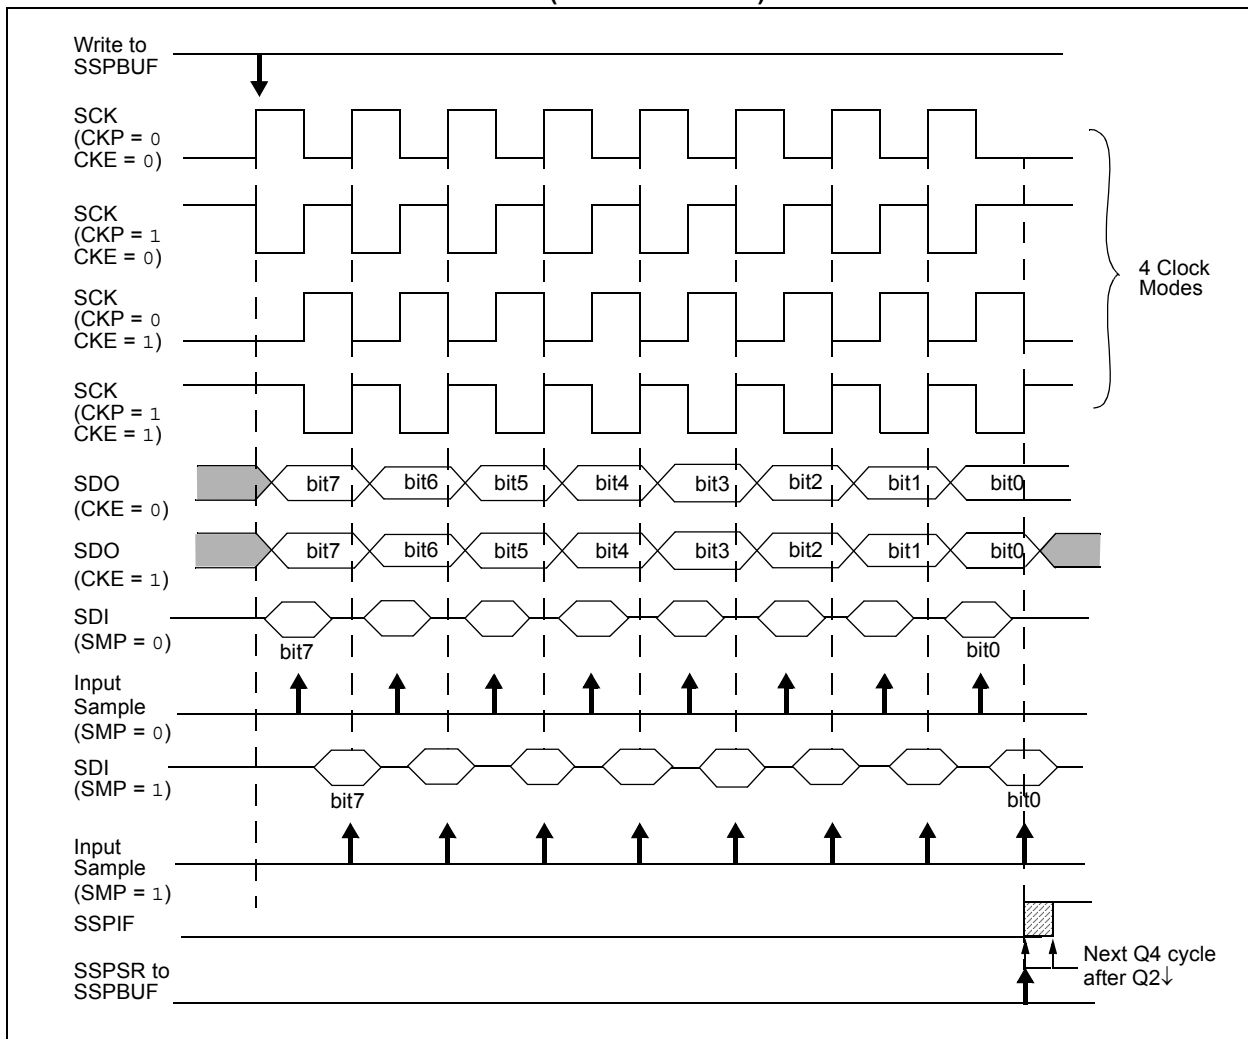 Write to
SSPBUF
SCK
(CKP = 0
CKE = 0)
SCK
(CKP = 1
CKE = 0)
SCK
(CKP = 0
CKE = 1)
SCK
(CKP = 1
CKE = 1)
4 Clock
Modes
SDO
(CKE = 0)
bit7 bit6 bit5 bit4 bit3 bit2 bit1 bit0
SDO
(CKE = 1)
bit7 bit6 bit5 bit4 bit3 bit2 bit1 bit0
SDI
(SMP = 0)
bit7 bit0
Input
Sample
(SMP = 0)
SDI
(SMP = 1)
bit7 bit0
Input
Sample
(SMP = 1)
SSPIF
Next Q4 cycle
after Q2↓
SSPSR to
SSPBUF